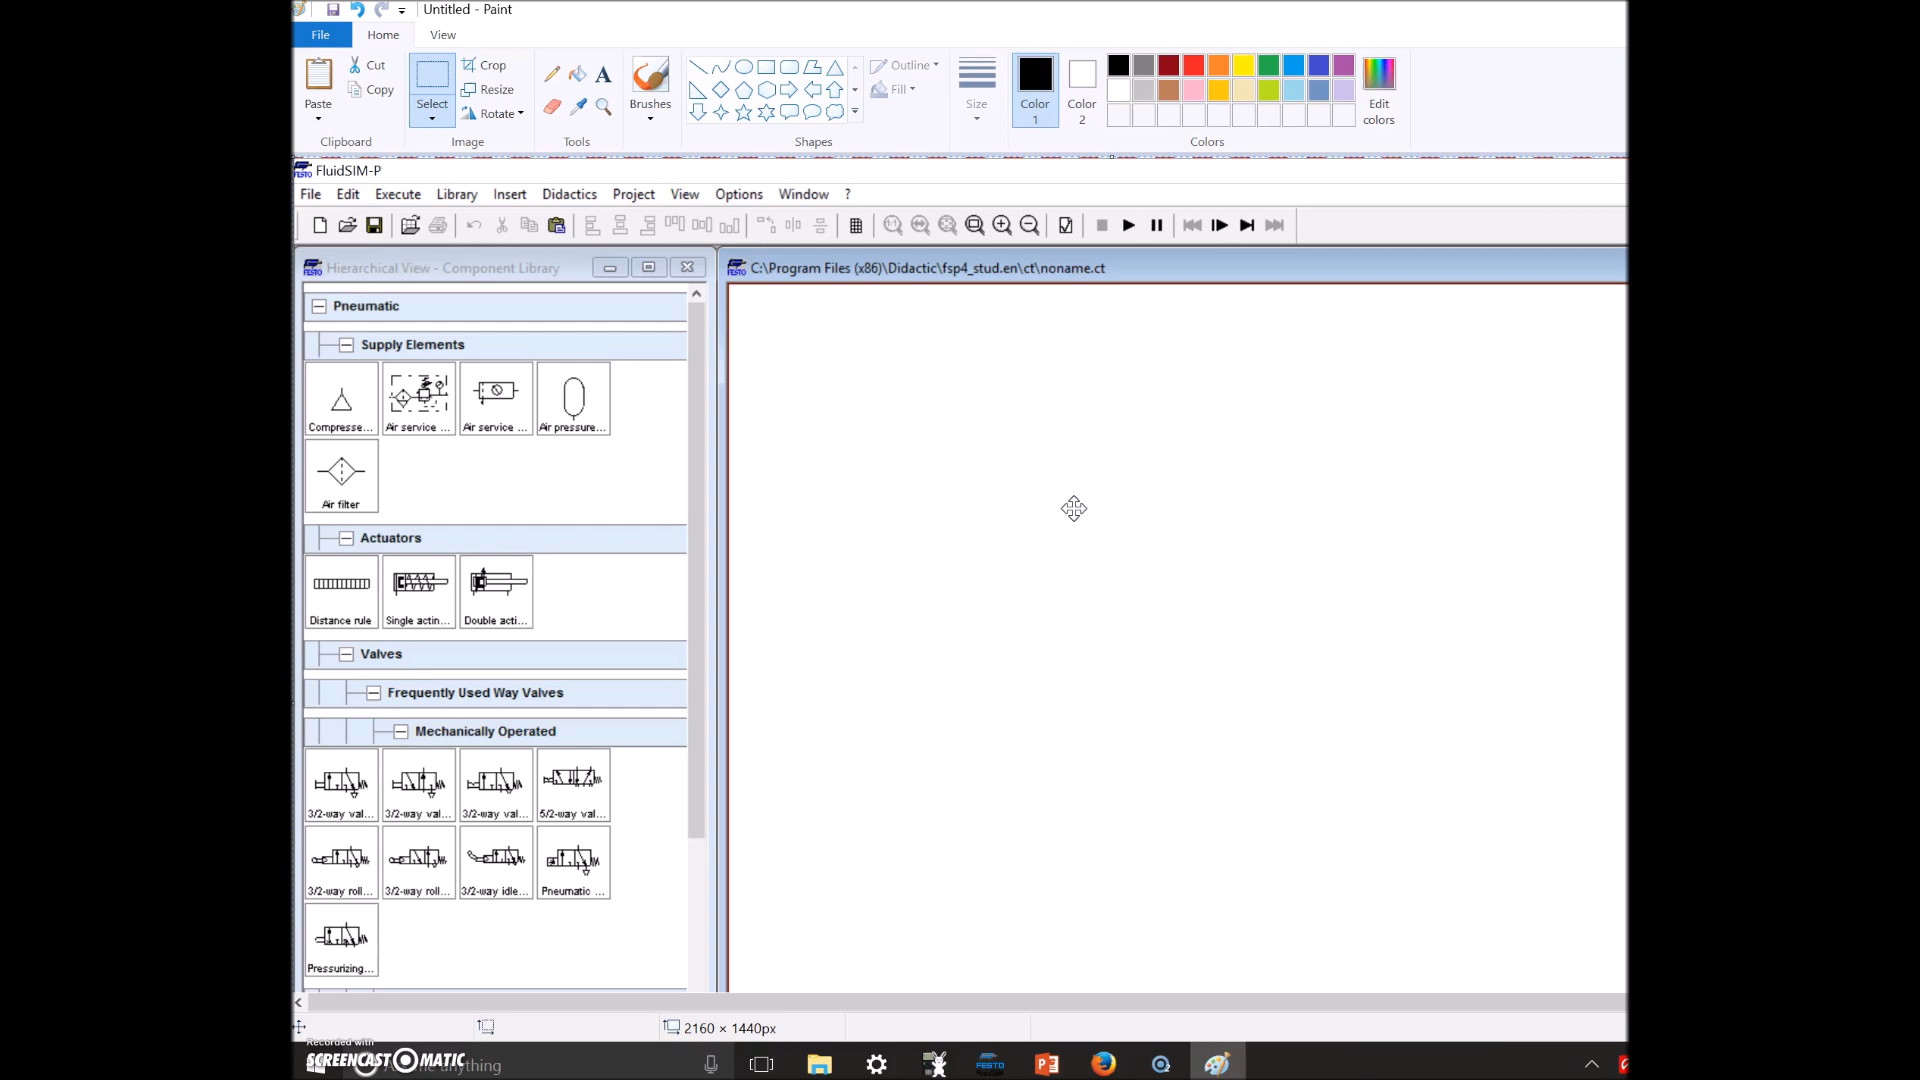 Untitled - Paint
File Home View
Paste
Cut
Copy
Clipboard
Select
Crop
Resize
Rotate
Image
A
Tools
Brushes
Shapes
Outline
Fill
Size
Color 1
Color 2
Edit colors
Colors
FluidSIM-P
File Edit Execute Library Insert Didactics Project View Options Window ?
Hierarchical View - Component Library
FESTO C:\Program Files (x86)\Didactic\fsp4_stud.en\ct\noname.ct
Pneumatic
Supply Elements
Compresse... Air service ... Air service ... Air pressure...
Air filter
Actuators
Distance rule Single actin... Double acti...
Valves
Frequently Used Way Valves
Mechanically Operated
3/2-way val... 3/2-way val... 3/2-way val... 5/2-way val...
3/2-way roll... 3/2-way roll... 3/2-way idle... Pneumatic ...
Pressurizing...
2160 × 1440px
Recorded with
SCREENCAST-O-MATIC
anything
FESTO